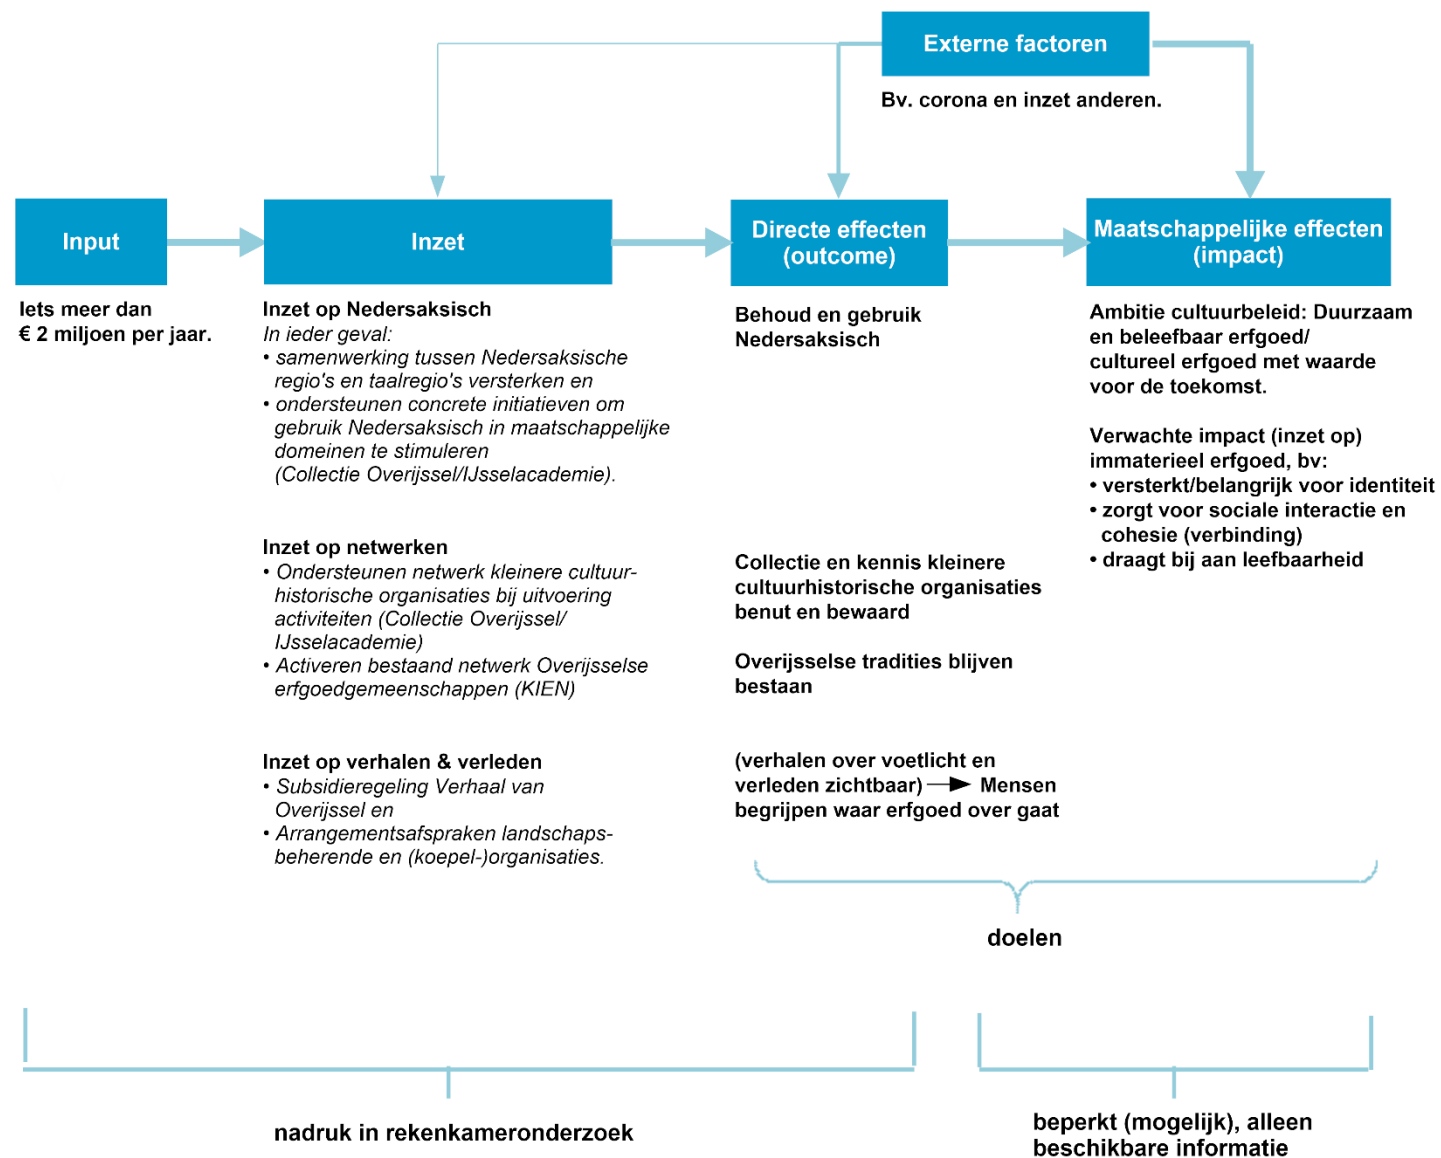 Externe factoren
Bv. corona en inzet anderen.
Input
Iets meer dan
€ 2 miljoen per jaar.
Inzet
Inzet op Nedersaksisch
In ieder geval:
• samenwerking tussen Nedersaksische
regio's en taalregio's versterken en
• ondersteunen concrete initiatieven om
gebruik Nedersaksisch in maatschappelijke
domeinen te stimuleren
(Collectie Overijssel/IJsselacademie).
Inzet op netwerken
• Ondersteunen netwerk kleinere cultuur-
historische organisaties bij uitvoering
activiteiten (Collectie Overijssel/
IJsselacademie)
• Activeren bestaand netwerk Overijsselse
erfgoedgemeenschappen (KIEN)
Inzet op verhalen & verleden
• Subsidieregeling Verhaal van
Overijssel en
• Arrangementsafspraken landschaps-
beherende en (koepel-)organisaties.
Directe effecten
(outcome)
Behoud en gebruik
Nedersaksisch
Collectie en kennis kleinere
cultuurhistorische organisaties
benut en bewaard
Overijsselse tradities blijven
bestaan
(verhalen over voetlicht en
verleden zichtbaar) Mensen
begrijpen waar erfgoed over gaat
Maatschappelijke effecten
(impact)
Ambitie cultuurbeleid: Duurzaam
en beleefbaar erfgoed/
cultureel erfgoed met waarde
voor de toekomst.
Verwachte impact (inzet op)
immaterieel erfgoed, bv:
• versterkt/belangrijk voor identiteit
• zorgt voor sociale interactie en
cohesie (verbinding)
• draagt bij aan leefbaarheid
doelen
nadruk in rekenkameronderzoek
beperkt (mogelijk), alleen
beschikbare informatie